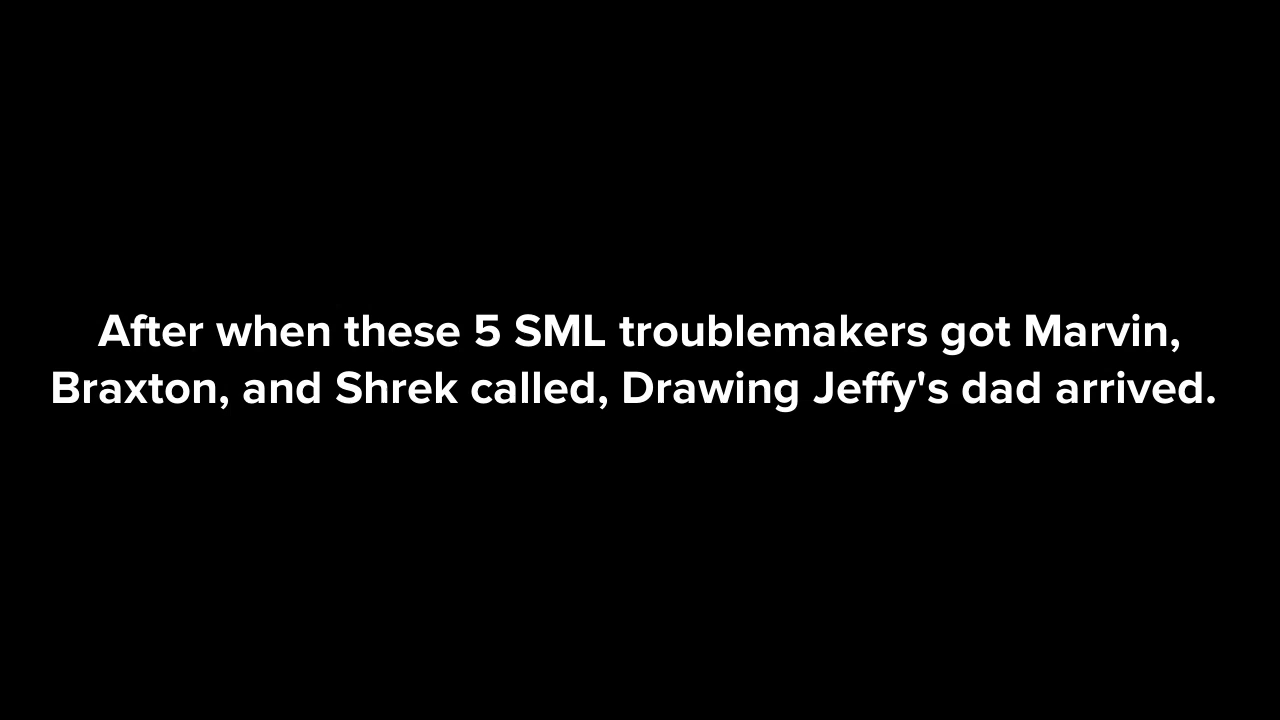 After when these 5 SML troublemakers got Marvin,
Braxton, and Shrek called, Drawing Jeffy's dad arrived.